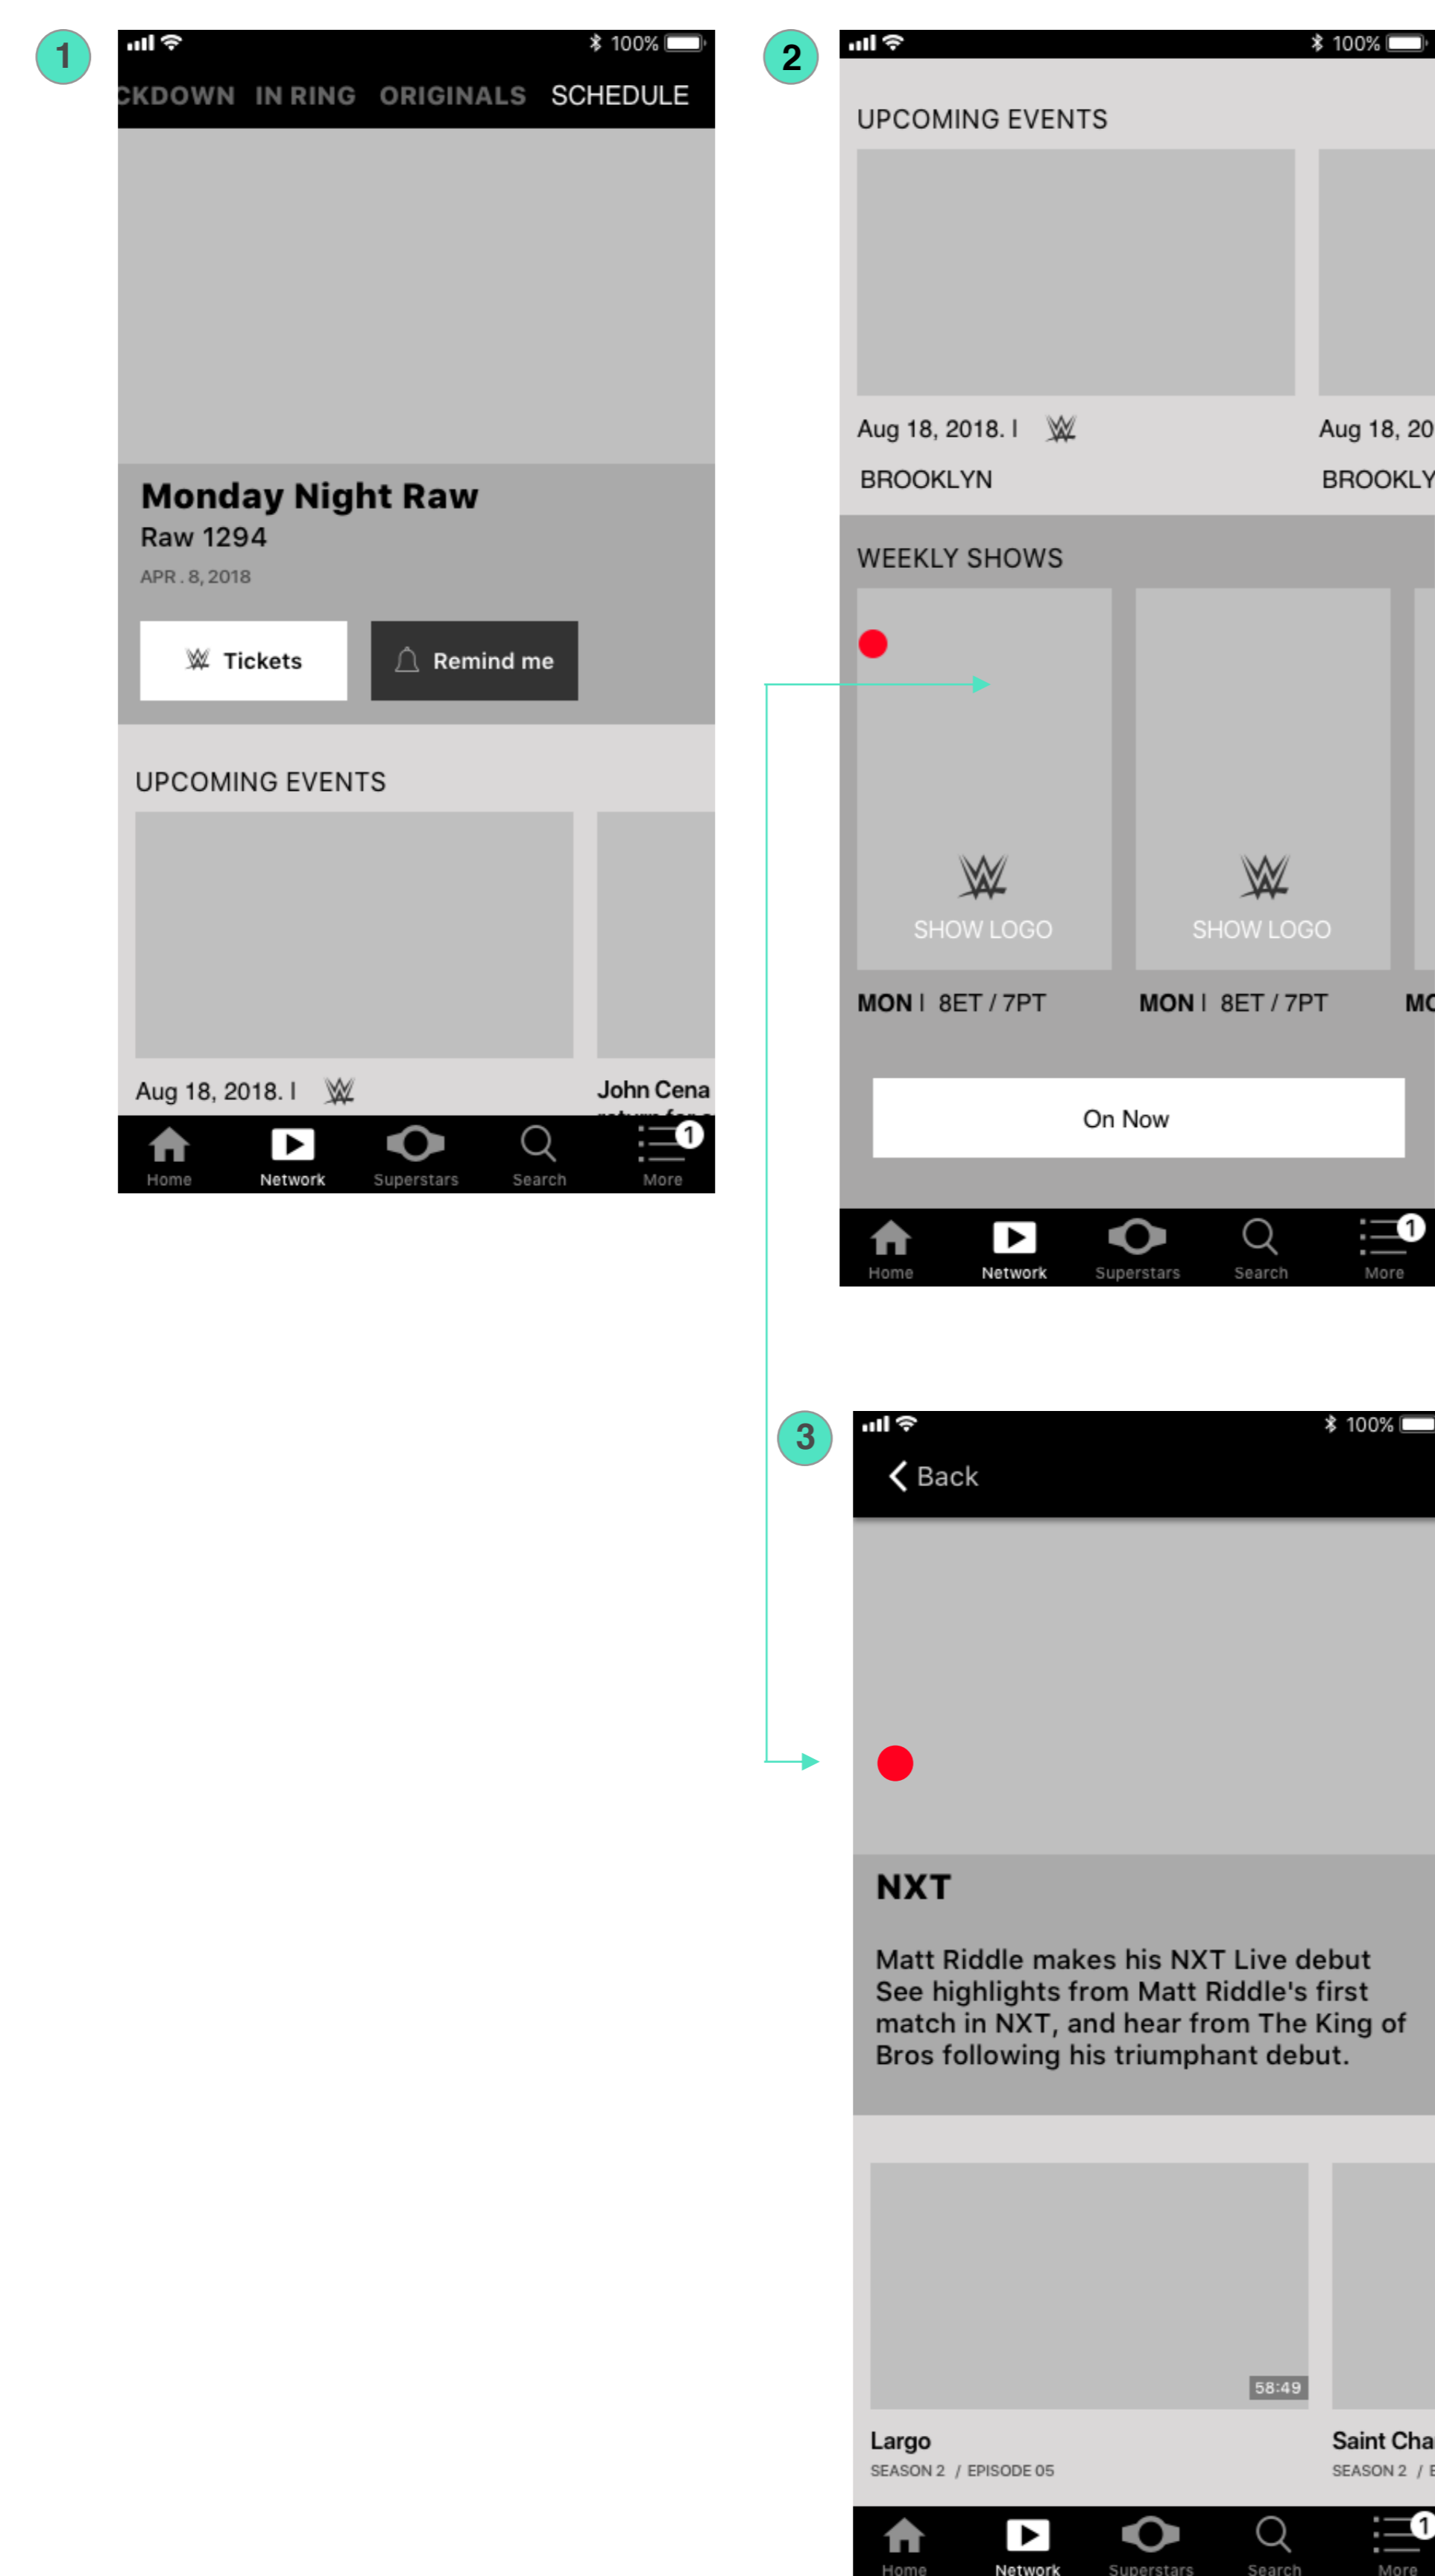 1
100%
CKDOWN IN RING ORIGINALS SCHEDULE
Monday Night Raw
Raw 1294
APR . 8, 2018
Tickets
Remind me
UPCOMING EVENTS
Aug 18, 2018. I
John Cena
Home Network Superstars Search More
1
2
100%
UPCOMING EVENTS
Aug 18, 2018. I
Aug 18, 20
BROOKLYN
BROOKLY
WEEKLY SHOWS
SHOW LOGO
SHOW LOGO
MON I 8ET / 7PT
MON I 8ET / 7PT
MO
On Now
1
Home Network Superstars Search More
3
100%
Back
NXT
Matt Riddle makes his NXT Live debut
See highlights from Matt Riddle's first
match in NXT, and hear from The King of
Bros following his triumphant debut.
58:49
Largo
SEASON 2 / EPISODE 05
Saint Cha
SEASON 2 / E
1
Home Network Superstars Search More